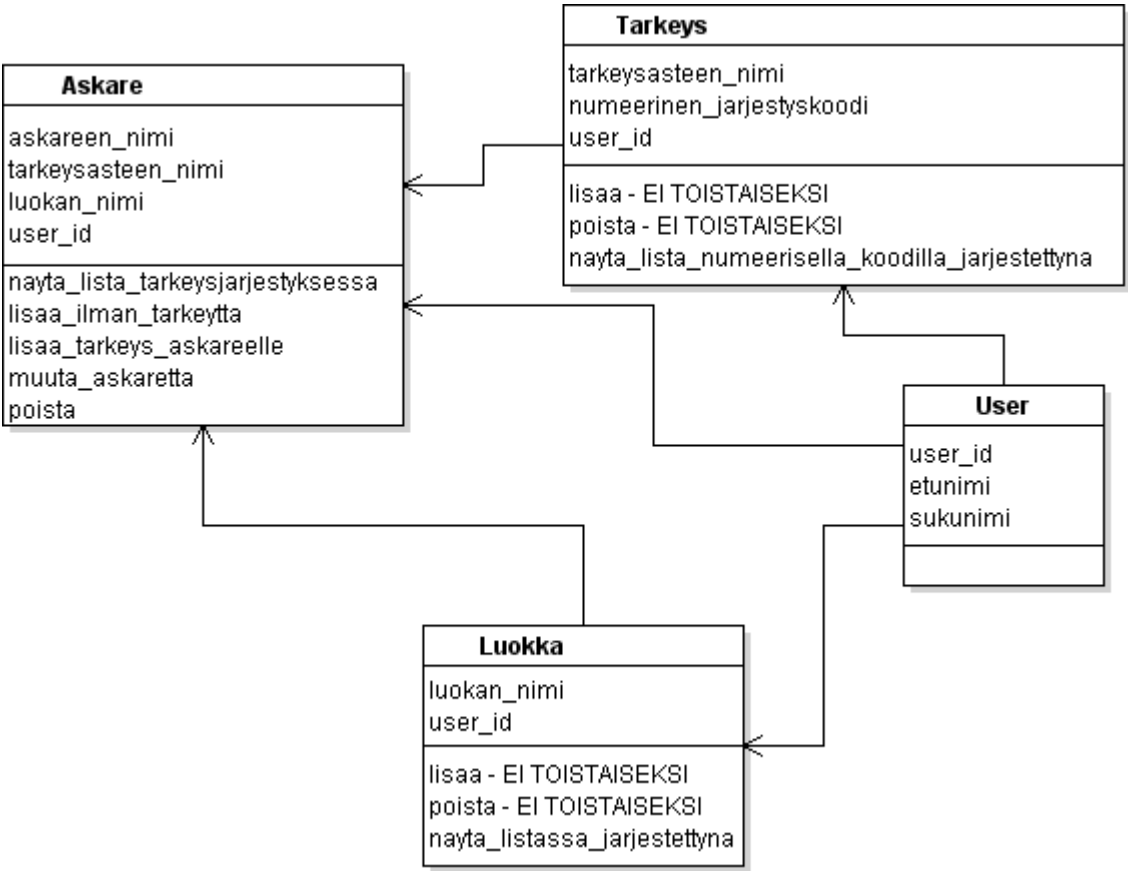 Tarkeys
tarkeysasteen_nimi
numeerinen_jarjestyskoodi
user_id
lisaa - EI TOISTAISEKSI
poista - EI TOISTAISEKSI
nayta_lista_numeerisella_koodilla_jarjestettyna
Askare
askareen_nimi
tarkeysasteen_nimi
luokan_nimi
user_id
nayta_lista_tarkeysjarjestyksessa
lisaa_ilman_tarkeytta
lisaa_tarkeys_askareelle
muuta_askaretta
poista
User
user_id
etunimi
sukunimi
Luokka
luokan_nimi
user_id
lisaa - EI TOISTAISEKSI
poista - EI TOISTAISEKSI
nayta_listassa_jarjestettyna